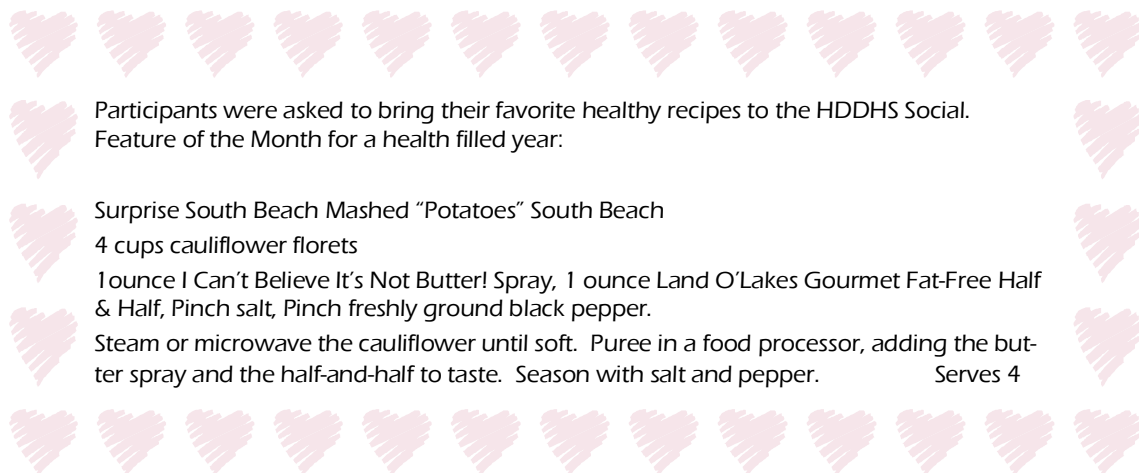 Participants were asked to bring their favorite healthy recipes to the HDDHS Social.
Feature of the Month for a health filled year:
Surprise South Beach Mashed “Potatoes” South Beach
4 cups cauliflower florets
1ounce I Can’t Believe It’s Not Butter! Spray, 1 ounce Land O’Lakes Gourmet Fat-Free Half
& Half, Pinch salt, Pinch freshly ground black pepper.
Steam or microwave the cauliflower until soft.  Puree in a food processor, adding the but-
ter spray and the half-and-half to taste.  Season with salt and pepper.    Serves 4